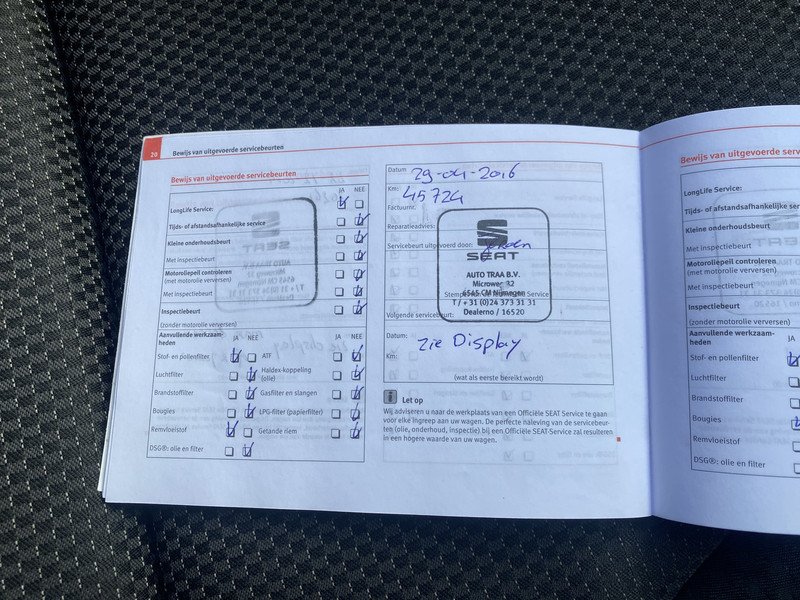 20 Bewijs van uitgevoerde servicebeurten
Bewijs van uitgevoerde servicebeurten
JA NEE
LongLife Service:
Tijds- of afstandsafhankelijke service
Kleine onderhoudsbeurt
Met inspectiebeurt
Motoroliepeil controleren
(met motorolie verversen)
Met inspectiebeurt
Inspectiebeurt
(zonder motorolie verversen)
Aanvullende werkzaam-
heden
JA NEE JA NEE
Stof- en pollenfilter ATF
Luchtfilter Haldex-koppeling
(olie)
Brandstoffilter Gasfilter en slangen
Bougies LPG-filter (papierfilter)
Remvloeistof Getande riem
DSG®: olie en filter
Datum 29-04-2016
Km: 45724
Factuurnr.
Reparatieadvies:
Servicebeurt uitgevoerd door:
SEAT
AUTO TRAA B.V.
Microweg 32
6545 CM Nijmegen
Stempel van de Officiële Service
T / +31 (0)24 373 31 31
Dealerno / 16520
Volgende servicebeurt:
Datum: Zie Display
Km:
(wat als eerste bereikt wordt)
i Let op
Wij adviseren u naar de werkplaats van een Officiële SEAT Service te gaan
voor elke ingreep aan uw wagen. De perfecte naleving van de servicebeur-
ten (olie, onderhoud, inspectie) bij een Officiële SEAT-Service zal resulteren
in een hogere waarde van uw wagen.
Bewijs van uitgevoerde serv
LongLife Service:
Tijds- of afstandsafhankelijke se
Kleine onderhoudsbeurt
Met inspectiebeurt
Motoroliepeil controleren
(met motorolie verversen)
Met inspectiebeurt
Inspectiebeurt
(zonder motorolie verversen)
Aanvullende werkzaam-
heden
JA
Stof- en pollenfilter
Luchtfilter
Brandstoffilter
Bougies
Remvloeistof
DSG®: olie en filter